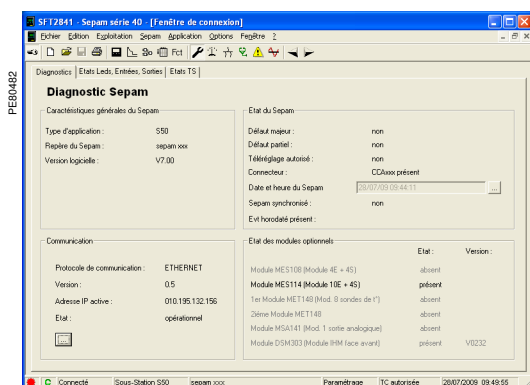 PE80482
SFT2841 - Sepam série 40 - [Fenêtre de connexion]
Fichier Edition Exploitation Sepam Application Options Fenêtre ?
Fct
Diagnostics Etats Leds, Entrées, Sorties Etats TS
Diagnostic Sepam
Caractéristiques générales du Sepam
Type d'application : S50
Repère du Sepam : sepam xxx
Version logicielle : V7.00
Etat du Sepam
Défaut majeur : non
Défaut partiel : non
Téléréglage autorisé : non
Connecteur : CCAxxx présent
Date et heure du Sepam 28/07/09 09:44:11 ...
Sepam synchronisé : non
Evt horodaté présent :
Communication
Protocole de communication : ETHERNET
Version : 0.5
Adresse IP active : 010.195.132.156
Etat : opérationnel
...
Etat des modules optionnels
Etat : Version :
Module MES108 (Module 4E + 4S) absent
Module MES114 (Module 10E + 4S) présent
1er Module MET148 (Mod. 8 sondes de t°) absent
2ième Module MET148 absent
Module MSA141 (Mod. 1 sortie analogique) absent
Module DSM303 (Module IHM face avant) présent V0232
C Connecté Sous-Station S50 sepam xxx Paramétrage TC autorisée 28/07/2009 09:49:55